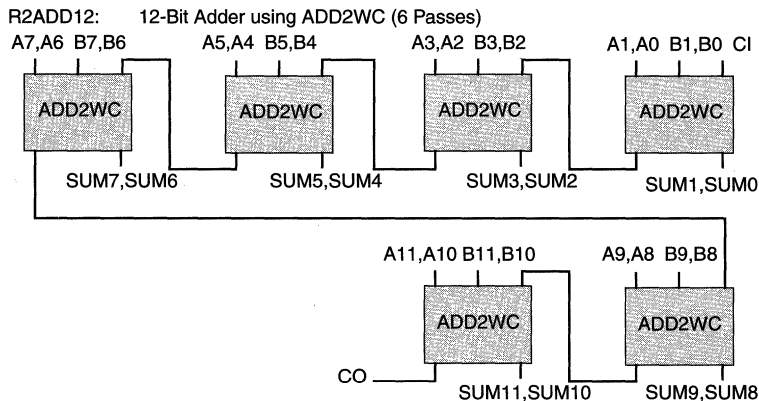 R2ADD12: 12-Bit Adder using ADD2WC (6 Passes)
A7,A6 B7,B6 A5,A4 B5,B4 A3,A2 B3,B2 A1,A0 B1,B0 CI
ADD2WC ADD2WC ADD2WC ADD2WC
SUM7,SUM6 SUM5,SUM4 SUM3,SUM2 SUM1,SUM0
A11,A10 B11,B10 A9,A8 B9,B8
ADD2WC ADD2WC
CO
SUM11,SUM10 SUM9,SUM8